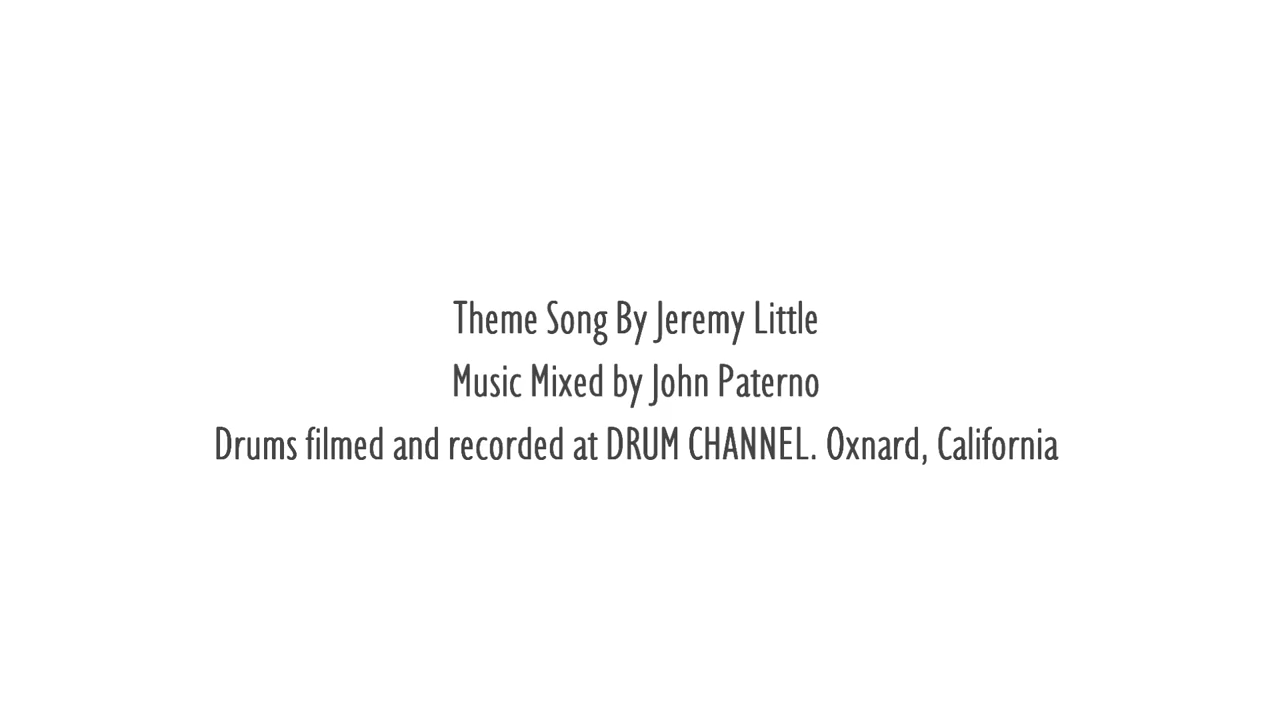 Theme Song By Jeremy Little
Music Mixed by John Paterno
Drums filmed and recorded at DRUM CHANNEL. Oxnard, California